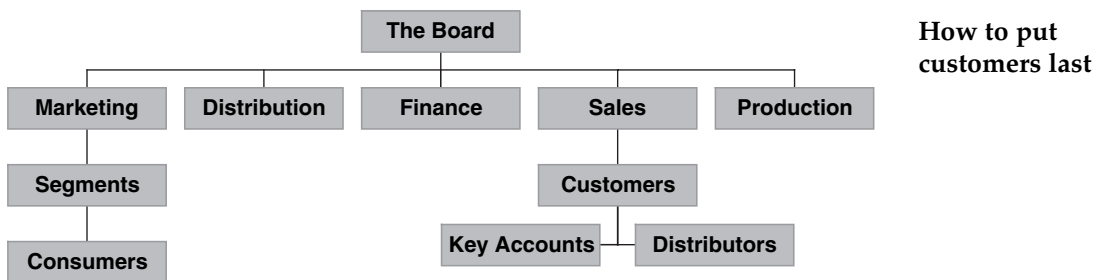 The Board
How to put
customers last
Marketing
Distribution
Finance
Sales
Production
Segments
Customers
Key Accounts
Distributors
Consumers